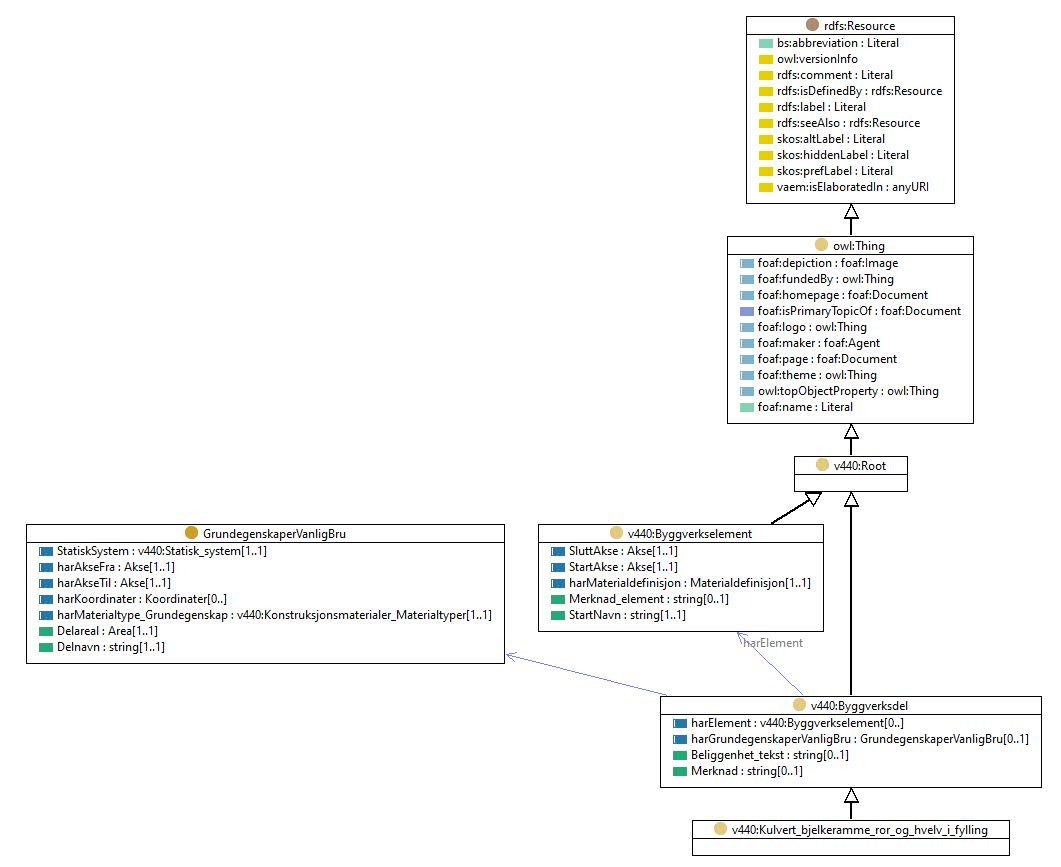 rdfs:Resource
bs:abbreviation : Literal
owl:versionInfo
rdfs:comment : Literal
rdfs:isDefinedBy : rdfs:Resource
rdfs:label : Literal
rdfs:seeAlso : rdfs:Resource
skos:altLabel : Literal
skos:hiddenLabel : Literal
skos:prefLabel : Literal
vaem:isElaboratedIn : anyURI
owl:Thing
foaf:depiction : foaf:Image
foaf:fundedBy : owl:Thing
foaf:homepage : foaf:Document
foaf:isPrimaryTopicOf : foaf:Document
foaf:logo : owl:Thing
foaf:maker : foaf:Agent
foaf:page : foaf:Document
foaf:theme : owl:Thing
owl:topObjectProperty : owl:Thing
foaf:name : Literal
v440:Root
GrundegenskaperVanligBru
StatiskSystem : v440:Statisk_system[1..1]
harAkseFra : Akse[1..1]
harAkseTil : Akse[1..1]
harKoordinater : Koordinater[0..]
harMaterialtype_Grundegenskap : v440:Konstruksjonsmaterialer_Materialtyper[1..1]
Delareal : Area[1..1]
Delnavn : string[1..1]
v440:Byggverkselement
SluttAkse : Akse[1..1]
StartAkse : Akse[1..1]
harMaterialdefinisjon : Materialdefinisjon[1..1]
Merknad_element : string[0..1]
StartNavn : string[1..1]
harElement
v440:Byggverksdel
harElement : v440:Byggverkselement[0..]
harGrundegenskaperVanligBru : GrundegenskaperVanligBru[0..1]
Beliggenhet_tekst : string[0..1]
Merknad : string[0..1]
v440:Kulvert_bjelkeramme_ror_og_hvelv_i_fylling